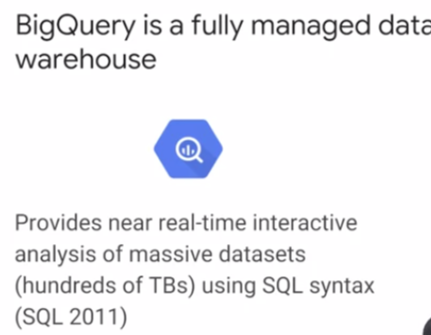 BigQuery is a fully managed data
warehouse
Provides near real-time interactive
analysis of massive datasets
(hundreds of TBs) using SQL syntax
(SQL 2011)